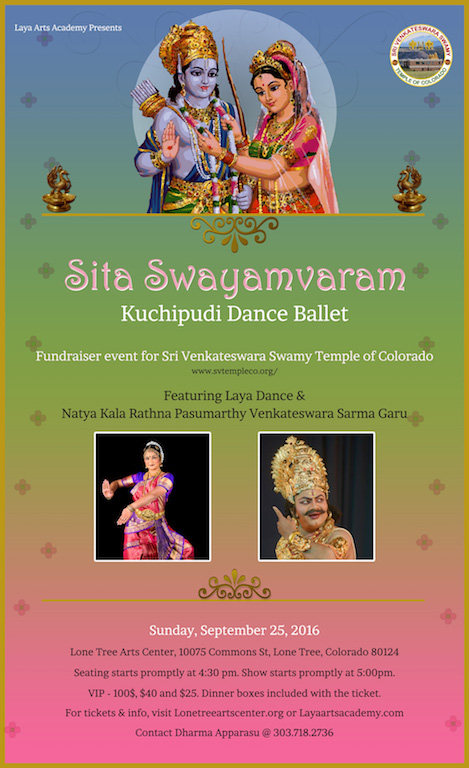 Laya Arts Academy Presents
SRI VENKATESWARA SWAMY
TEMPLE OF COLORADO
Sita Swayamvaram
Kuchipudi Dance Ballet
Fundraiser event for Sri Venkateswara Swamy Temple of Colorado
www.svtempleco.org/
Featuring Laya Dance &
Natya Kala Rathna Pasumarthy Venkateswara Sarma Garu
Sunday, September 25, 2016
Lone Tree Arts Center, 10075 Commons St, Lone Tree, Colorado 80124
Seating starts promptly at 4:30 pm. Show starts promptly at 5:00pm.
VIP - 100$, $40 and $25. Dinner boxes included with the ticket.
For tickets & info, visit Lonetreeartscenter.org or Layaartsacademy.com
Contact Dharma Apparasu @ 303.718.2736